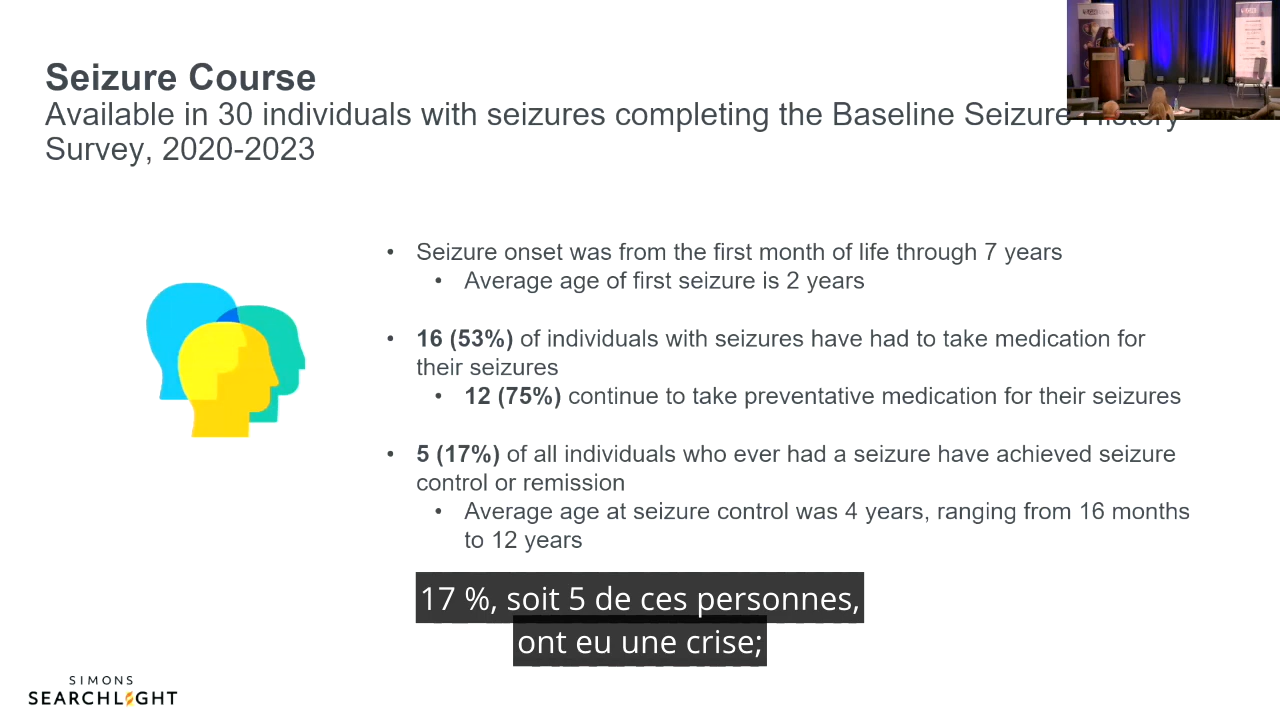 Seizure Course
Available in 30 individuals with seizures completing the Baseline Seizure History
Survey, 2020-2023
• Seizure onset was from the first month of life through 7 years
• Average age of first seizure is 2 years
• 16 (53%) of individuals with seizures have had to take medication for
their seizures
• 12 (75%) continue to take preventative medication for their seizures
• 5 (17%) of all individuals who ever had a seizure have achieved seizure
control or remission
• Average age at seizure control was 4 years, ranging from 16 months
to 12 years
17 %, soit 5 de ces personnes,
ont eu une crise;
SIMONS
SEARCHLIGHT